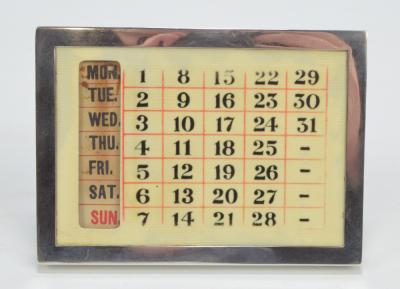 MON. 1 8 15 22 29
TUE. 2 9 16 23 30
WED. 3 10 17 24 31
THU. 4 11 18 25 -
FRI. 5 12 19 26 -
SAT. 6 13 20 27 -
SUN. 7 14 21 28 -